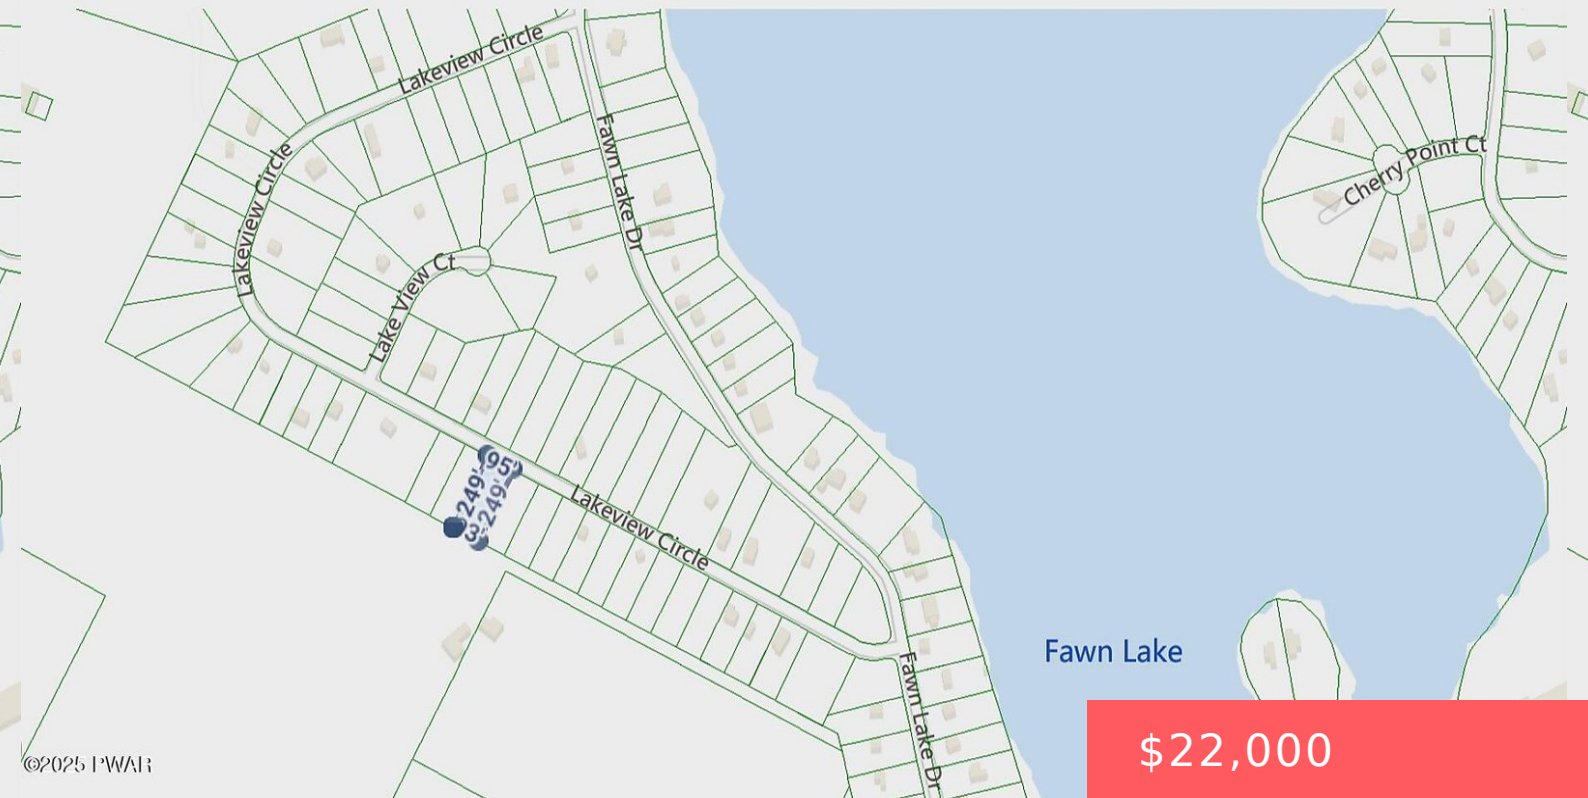 Lakeview Circle
Fawn Lake Dr
Cherry Point Ct
Lakeview Circle
Lake View Ct
95'
249'
249'
Lakeview Circle
Fawn Lake
Fawn Lake Dr
$22,000
©2025 PWAR